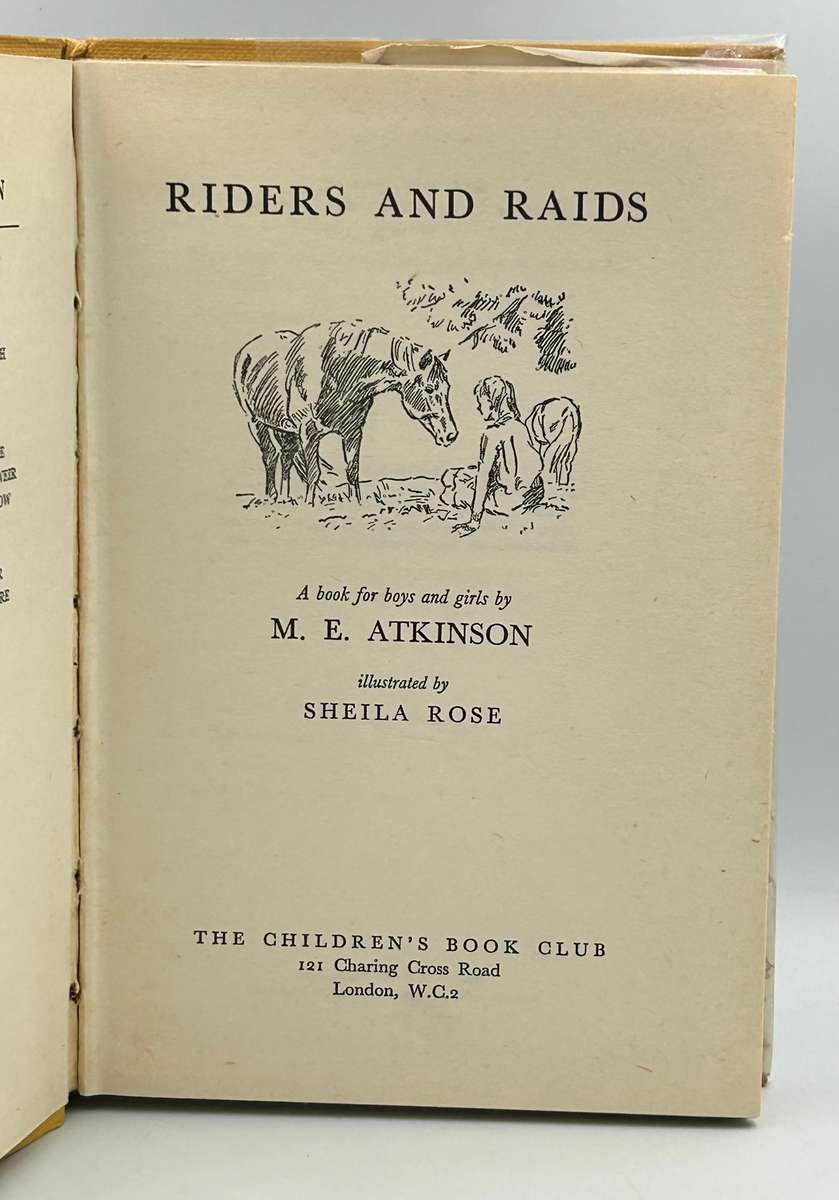 RIDERS AND RAIDS
A book for boys and girls by
M. E. ATKINSON
illustrated by
SHEILA ROSE
THE CHILDREN'S BOOK CLUB
121 Charing Cross Road
London, W.C.2